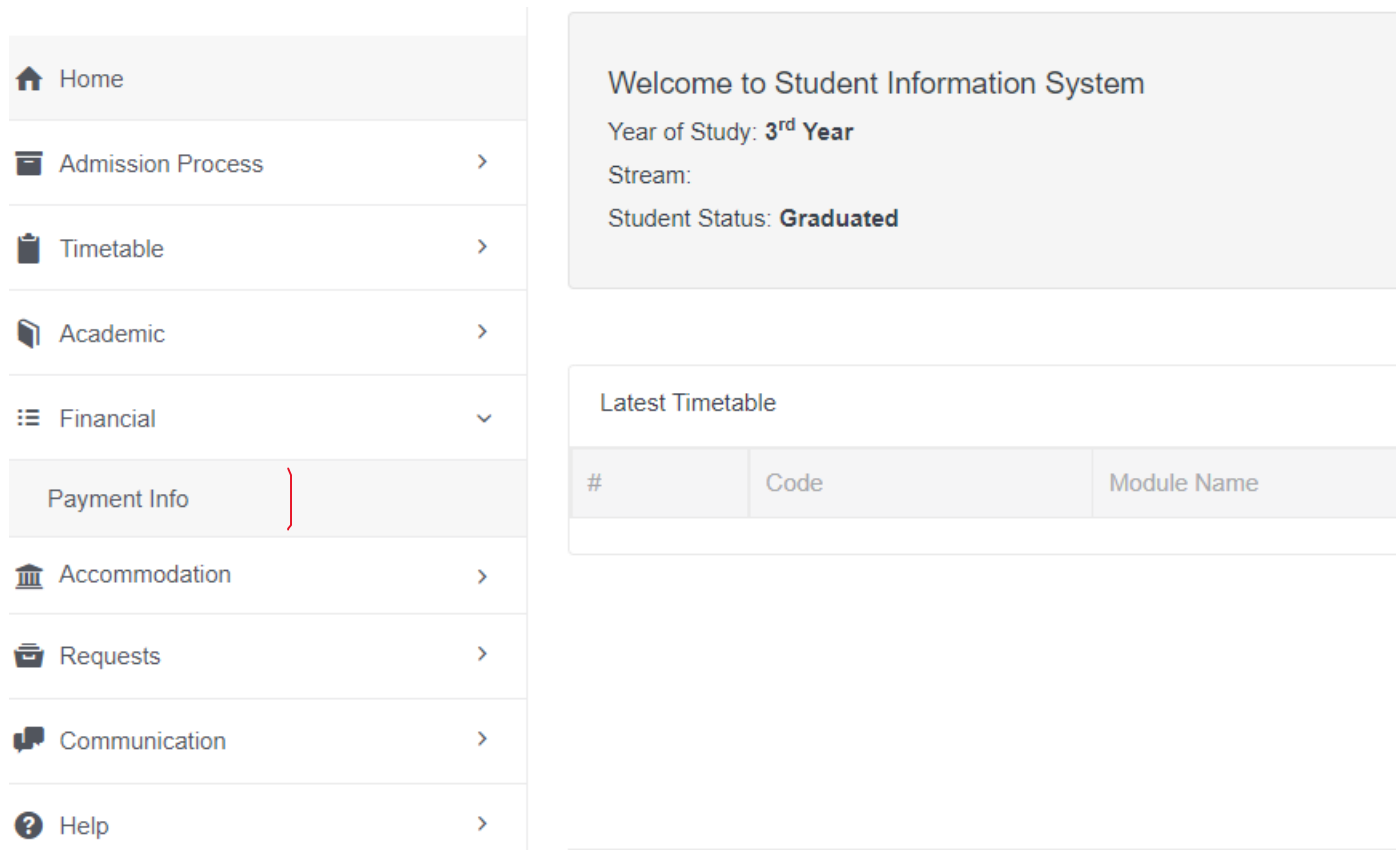 Home
Admission Process
Timetable
Academic
Financial
Payment Info
Accommodation
Requests
Communication
Help
Welcome to Student Information System
Year of Study: 3rd Year
Stream:
Student Status: Graduated
Latest Timetable
# Code Module Name